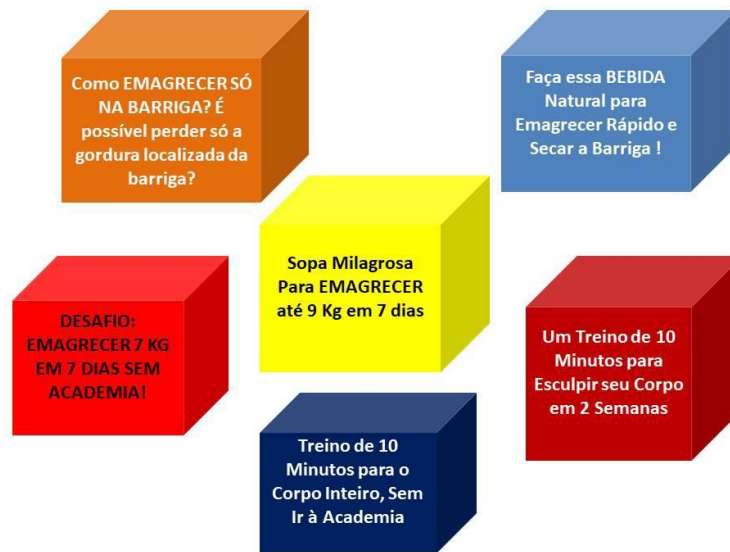 Como EMAGRECER SÓ
NA BARRIGA? É
possível perder só a
gordura localizada da
barriga?
Faça essa BEBIDA
Natural para
Emagrecer Rápido e
Secar a Barriga !
Sopa Milagrosa
Para EMAGRECER
até 9 Kg em 7 dias
DESAFIO:
EMAGRECER 7 KG
EM 7 DIAS SEM
ACADEMIA!
Um Treino de 10
Minutos para
Esculpir seu Corpo
em 2 Semanas
Treino de 10
Minutos para o
Corpo Inteiro, Sem
Ir à Academia